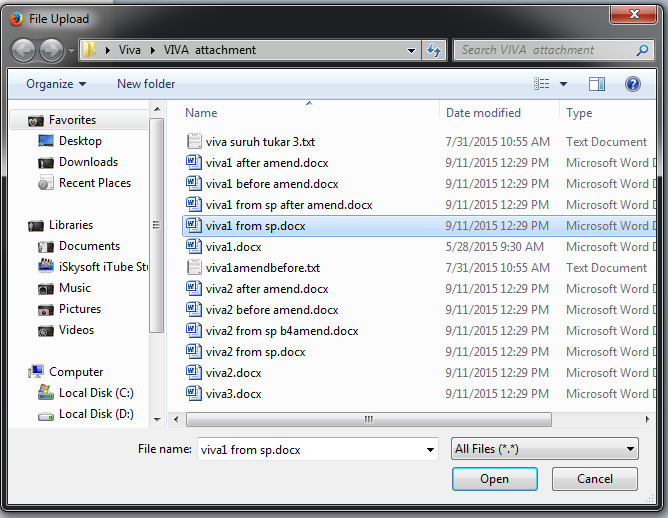 File Upload
Viva VIVA attachment Search VIVA attachment
Organize New folder
Favorites
Desktop
Downloads
Recent Places
Libraries
Documents
iSkysoft iTube Stu
Music
Pictures
Videos
Computer
Local Disk (C:)
Local Disk (D:)
Name Date modified Type
viva suruh tukar 3.txt 7/31/2015 10:55 AM Text Document
viva1 after amend.docx 9/11/2015 12:29 PM Microsoft Word D
viva1 before amend.docx 9/11/2015 12:29 PM Microsoft Word D
viva1 from sp after amend.docx 9/11/2015 12:29 PM Microsoft Word D
viva1 from sp.docx 9/11/2015 12:29 PM Microsoft Word D
viva1.docx 5/28/2015 9:30 AM Microsoft Word D
viva1amendbefore.txt 7/31/2015 10:55 AM Text Document
viva2 after amend.docx 9/11/2015 12:29 PM Microsoft Word D
viva2 before amend.docx 9/11/2015 12:29 PM Microsoft Word D
viva2 from sp b4amend.docx 9/11/2015 12:29 PM Microsoft Word D
viva2 from sp.docx 9/11/2015 12:29 PM Microsoft Word D
viva2.docx 9/11/2015 12:29 PM Microsoft Word D
viva3.docx 9/11/2015 12:29 PM Microsoft Word D
File name: viva1 from sp.docx All Files (*.*)
Open Cancel